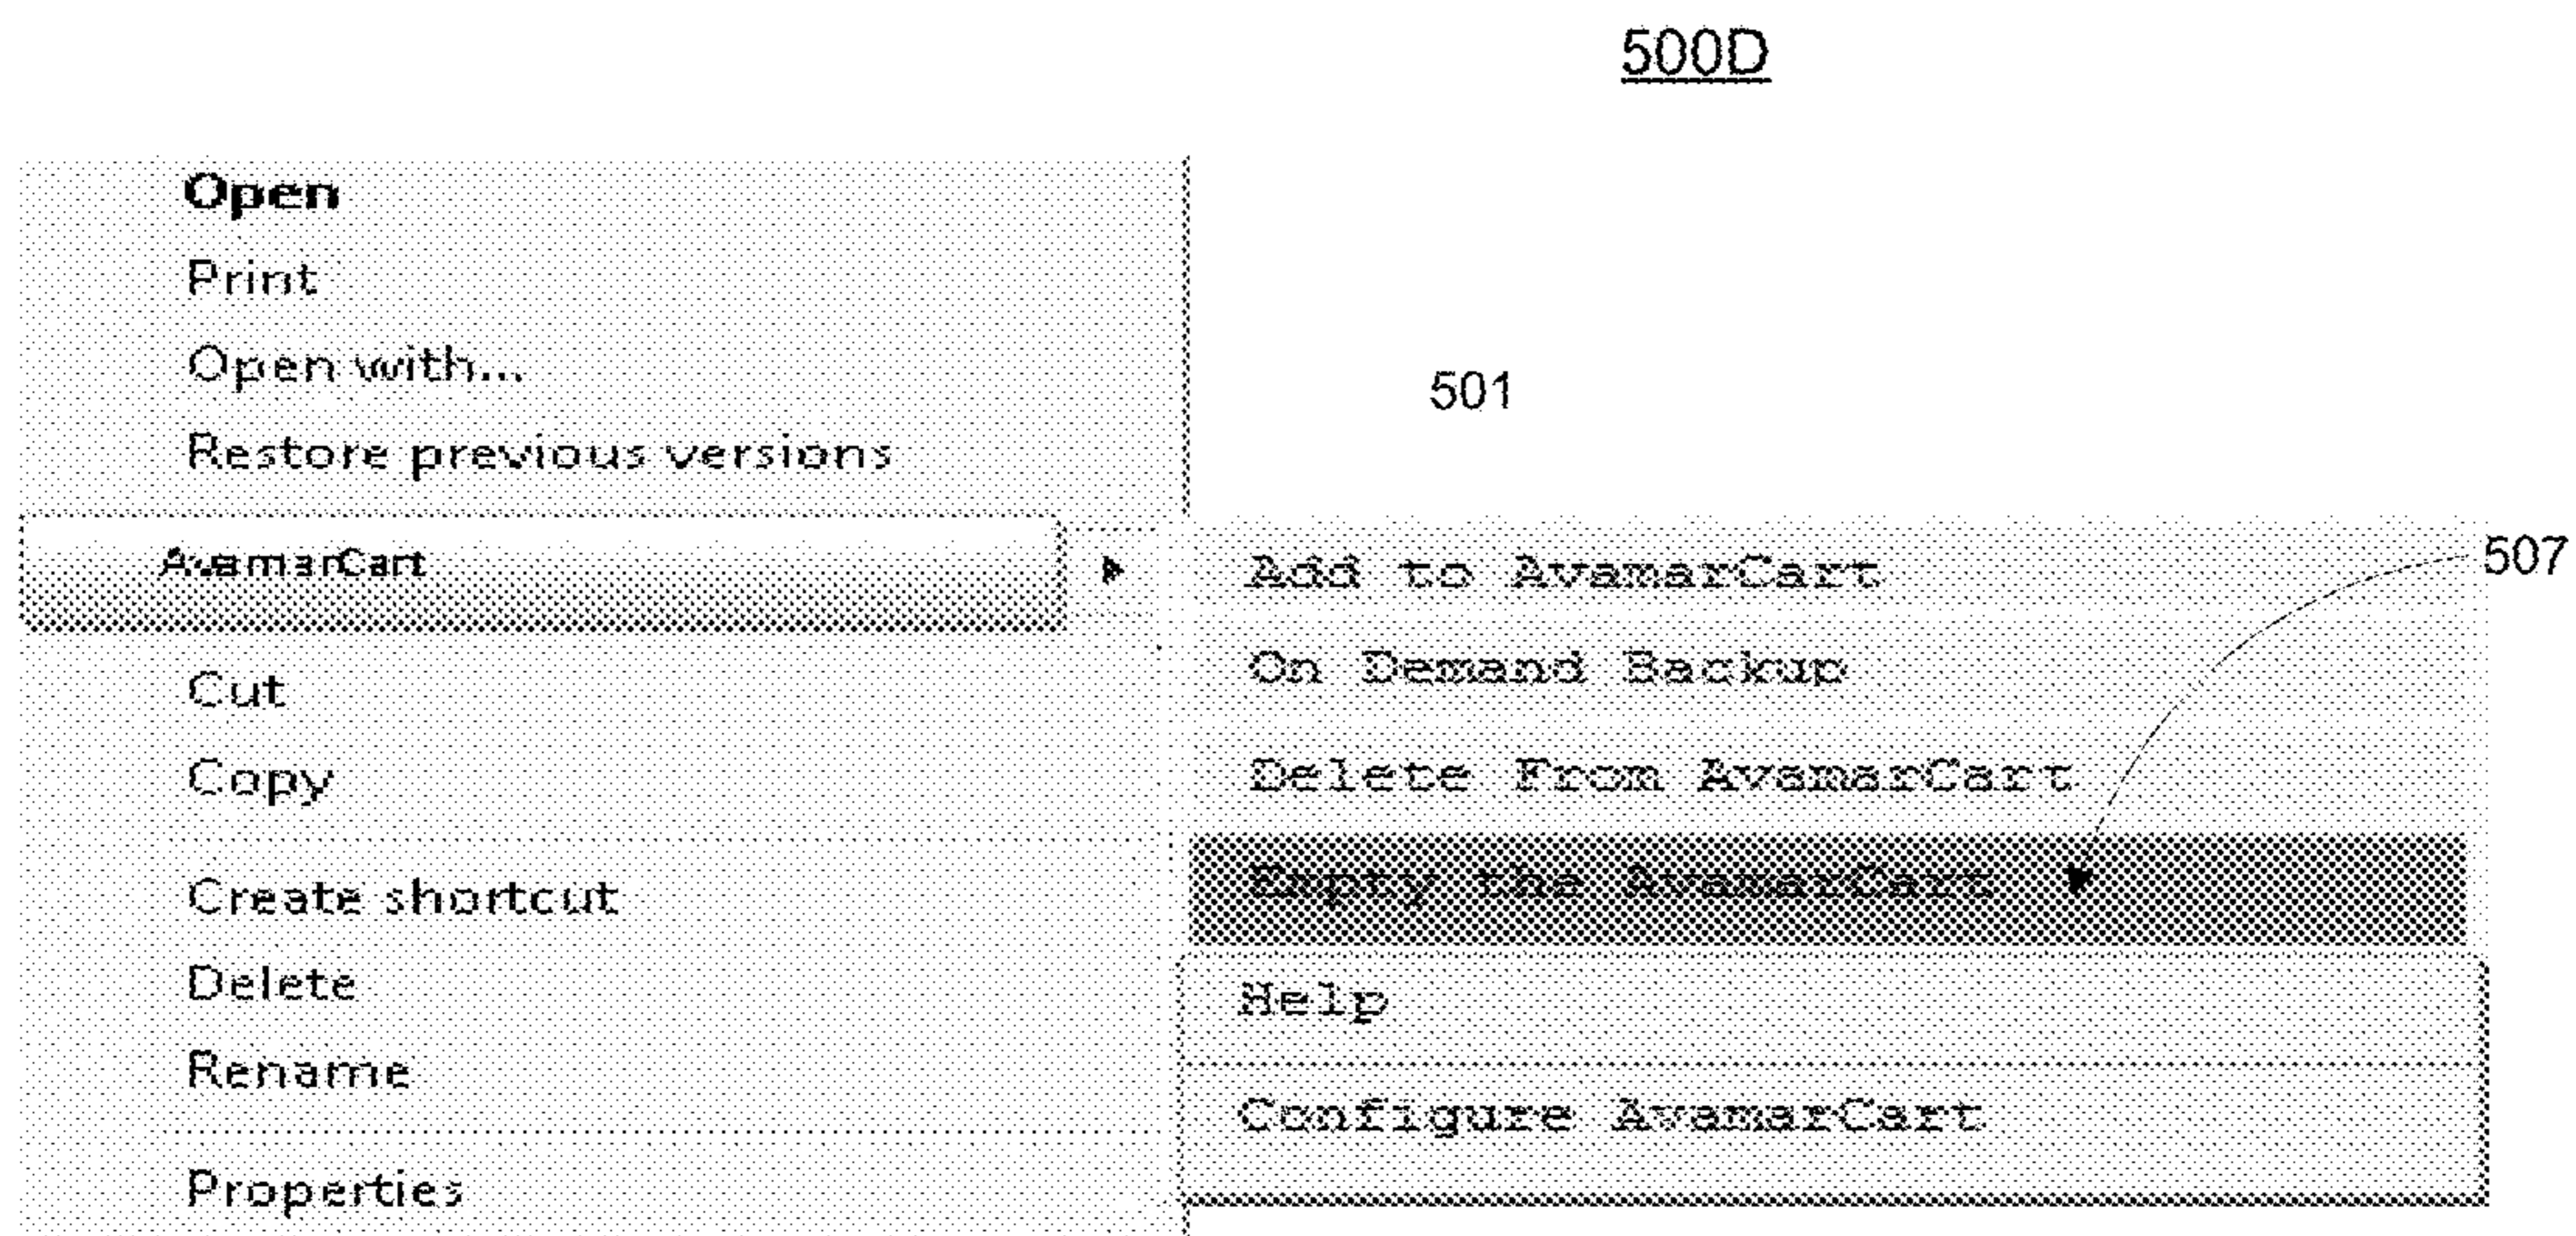 500D
Open
Print
Open with...
Restore previous versions
501
AvamarCart
Cut
Copy
Create shortcut
Delete
Rename
Properties
507
Add to AvamarCart
On Demand Backup
Delete From AvamarCart
Empty the AvamarCart
Help
Configure AvamarCart